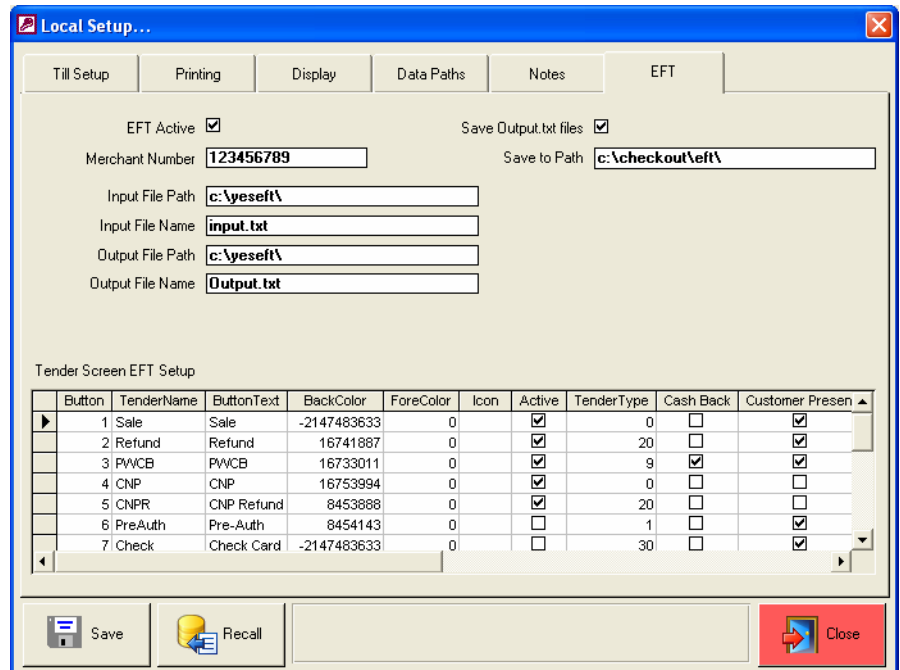 Local Setup...
Till Setup Printing Display Data Paths Notes EFT
EFT Active Save Output.txt files
Merchant Number 123456789 Save to Path c:\checkout\eft\
Input File Path c:\yeseft\
Input File Name input.txt
Output File Path c:\yeseft\
Output File Name Output.txt
Tender Screen EFT Setup
Button TenderName ButtonText BackColor ForeColor Icon Active TenderType Cash Back Customer Presen
1 Sale Sale -2147483633 0 0
2 Refund Refund 16741887 0 20
3 PWCB PWCB 16733011 0 9
4 CNP CNP 16753994 0 0
5 CNPR CNP Refund 8453888 0 20
6 PreAuth Pre-Auth 8454143 0 1
7 Check Check Card -2147483633 0 30
Save Recall Close